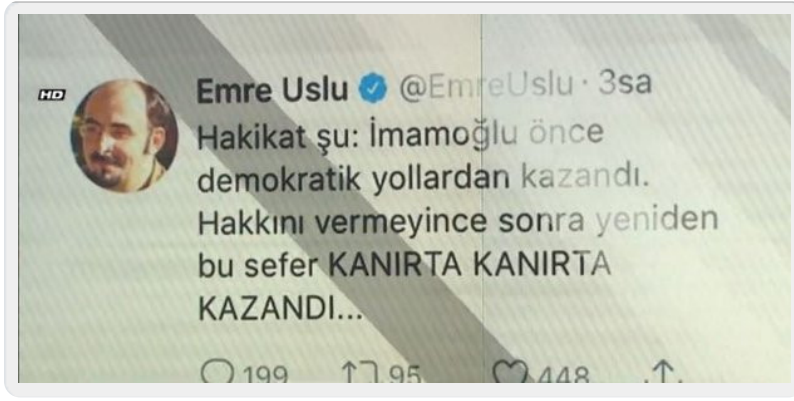 HD
Emre Uslu @EmreUslu · 3sa
Hakikat şu: İmamoğlu önce
demokratik yollardan kazandı.
Hakkını vermeyince sonra yeniden
bu sefer KANIRTA KANIRTA
KAZANDI...
199 95 448